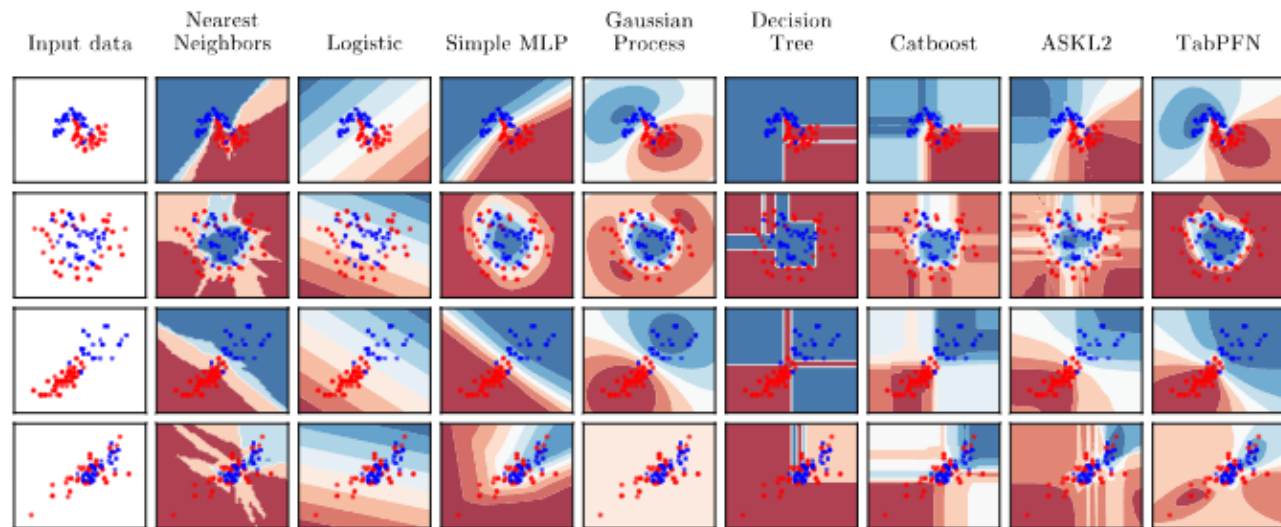 Input data
Nearest
Neighbors
Logistic
Simple MLP
Gaussian
Process
Decision
Tree
Catboost
ASKL2
TabPFN